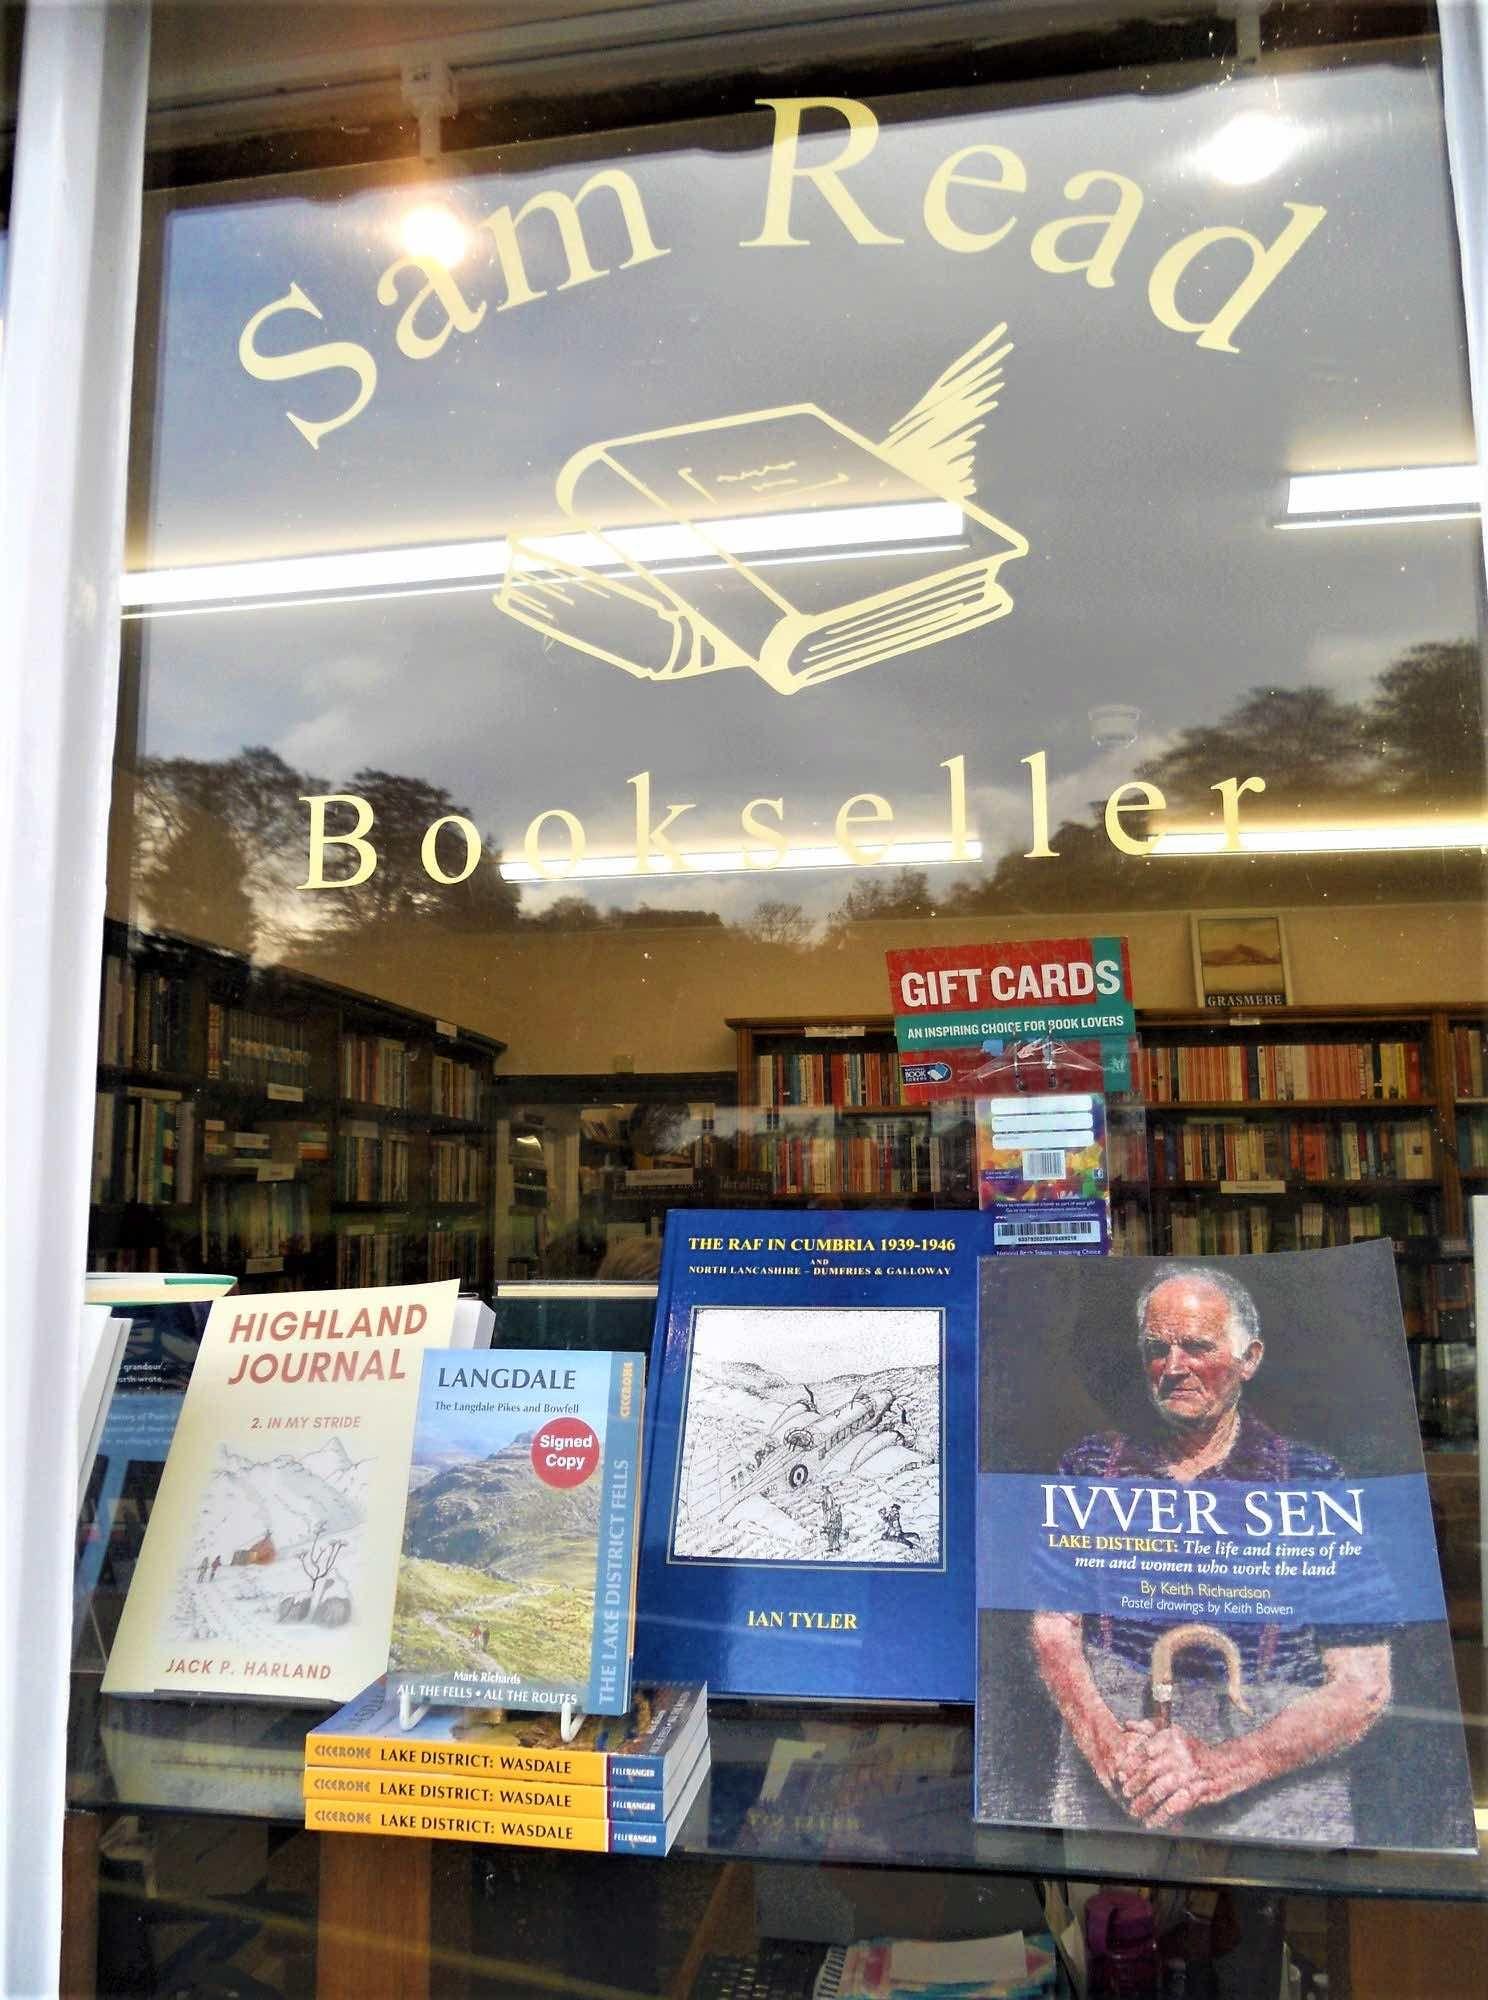 Sam Read
Bookseller
GRASMERE
GIFT CARDS
AN INSPIRING CHOICE FOR BOOK LOVERS
NATIONAL
BOOK
TOKENS
THE RAF IN CUMBRIA 1939-1946
AND
NORTH LANCASHIRE – DUMFRIES & GALLOWAY
IAN TYLER
HIGHLAND
JOURNAL
2. IN MY STRIDE
JACK P. HARLAND
LANGDALE
The Langdale Pikes and Bowfell
Signed
Copy
CICERONE
THE LAKE DISTRICT FELLS
Mark Richards
ALL THE FELLS • ALL THE ROUTES
CICERONE LAKE DISTRICT: WASDALE FELLRANGER
CICERONE LAKE DISTRICT: WASDALE FELLRANGER
CICERONE LAKE DISTRICT: WASDALE FELLRANGER
IVVER SEN
LAKE DISTRICT: The life and times of the
men and women who work the land
By Keith Richardson
Pastel drawings by Keith Bowen